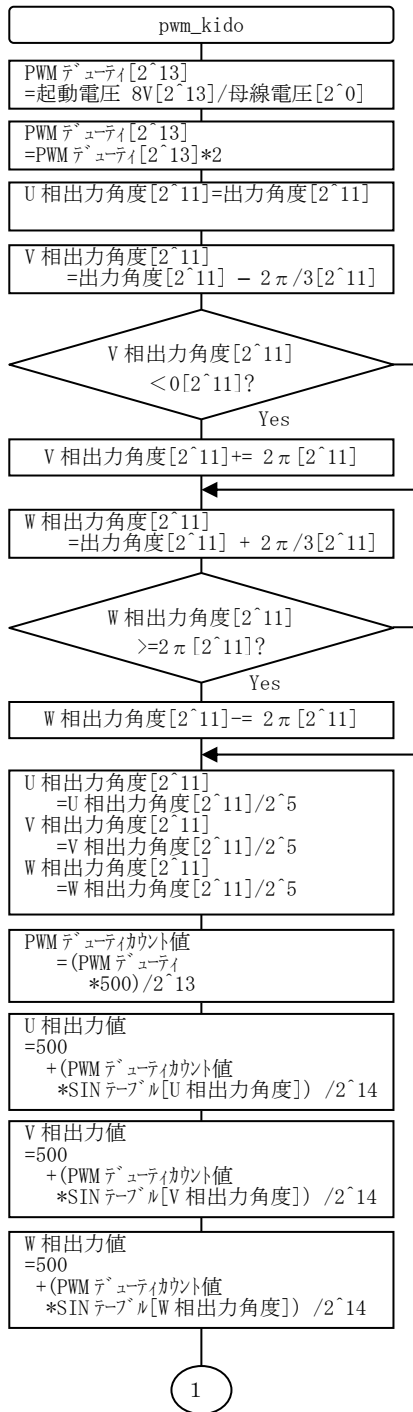 pwm_kido
PWMデューティ[2^13]
=起動電圧 8V[2^13]/母線電圧[2^0]
PWMデューティ[2^13]
=PWMデューティ[2^13]*2
U相出力角度[2^11]=出力角度[2^11]
V相出力角度[2^11]
=出力角度[2^11] － 2π/3[2^11]
V相出力角度[2^11]
＜0[2^11]?
Yes
V相出力角度[2^11]+= 2π[2^11]
W相出力角度[2^11]
=出力角度[2^11] + 2π/3[2^11]
W相出力角度[2^11]
>=2π[2^11]?
Yes
W相出力角度[2^11]-= 2π[2^11]
U相出力角度[2^11]
=U相出力角度[2^11]/2^5
V相出力角度[2^11]
=V相出力角度[2^11]/2^5
W相出力角度[2^11]
=W相出力角度[2^11]/2^5
PWMデューティカウント値
=(PWMデューティ
*500)/2^13
U相出力値
=500
+(PWMデューティカウント値
*SINテーブル[U相出力角度]) /2^14
V相出力値
=500
+(PWMデューティカウント値
*SINテーブル[V相出力角度]) /2^14
W相出力値
=500
+(PWMデューティカウント値
*SINテーブル[W相出力角度]) /2^14
1